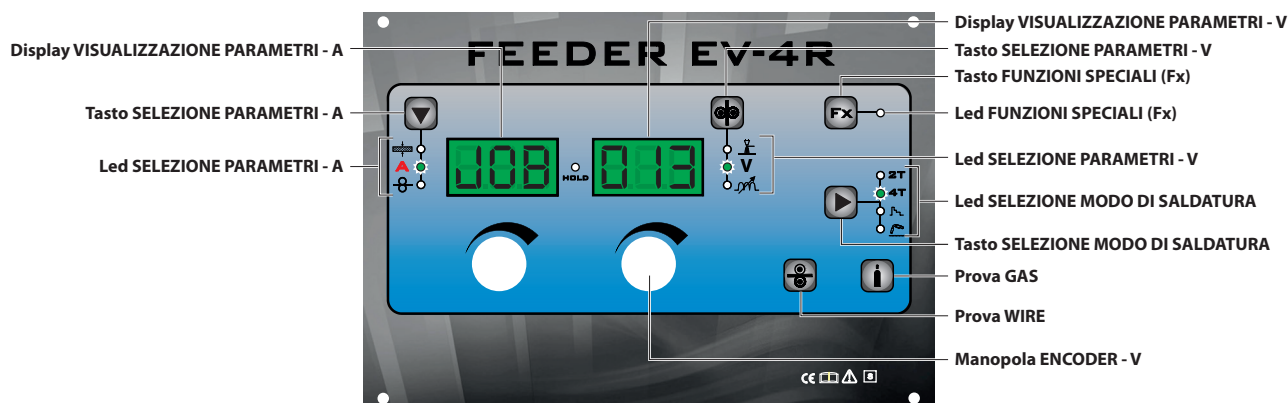 Display VISUALIZZAZIONE PARAMETRI - V
Display VISUALIZZAZIONE PARAMETRI - A
FEEDER EV-4R
Tasto SELEZIONE PARAMETRI - V
Tasto FUNZIONI SPECIALI (Fx)
Tasto SELEZIONE PARAMETRI - A
Fx
Led FUNZIONI SPECIALI (Fx)
Led SELEZIONE PARAMETRI - A
A
JOB
HOLD
013
V
Led SELEZIONE PARAMETRI - V
2T
4T
Led SELEZIONE MODO DI SALDATURA
Tasto SELEZIONE MODO DI SALDATURA
Prova GAS
Prova WIRE
Manopola ENCODER - V
CE
S